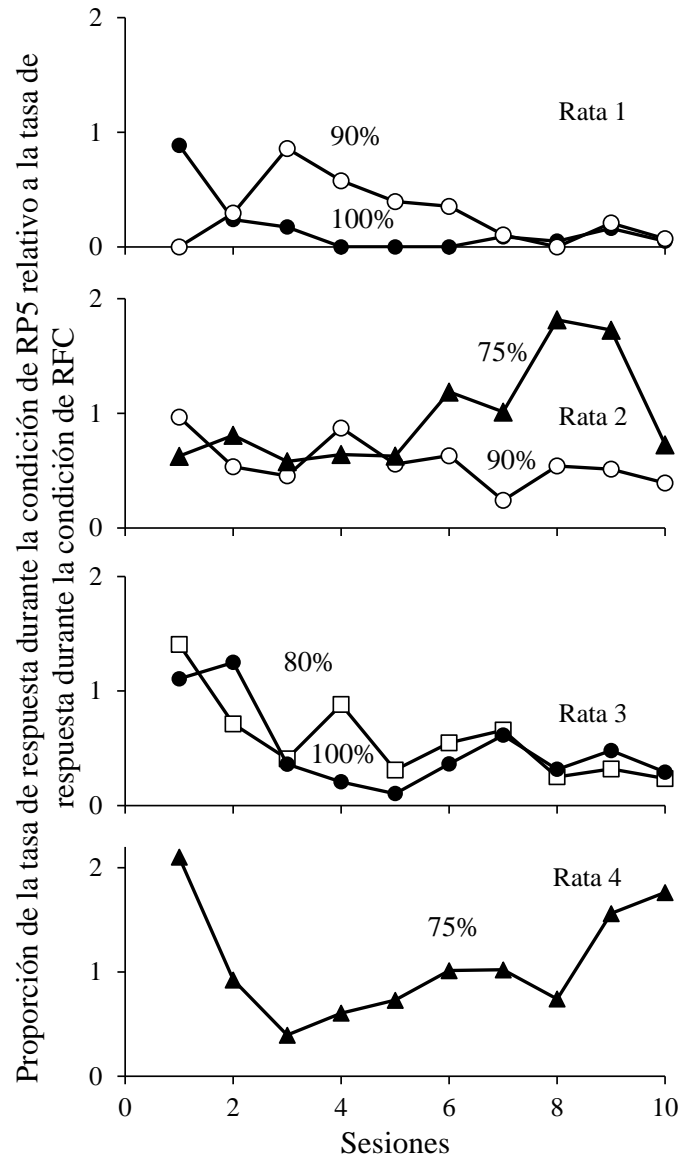 Proporción de la tasa de respuesta durante la condición de RP5 relativo a la tasa de
respuesta durante la condición de RFC
2
1
0
Rata 1
90%
100%
2
1
0
75%
Rata 2
90%
2
1
0
80%
Rata 3
100%
2
1
0
Rata 4
75%
0 2 4 6 8 10
Sesiones